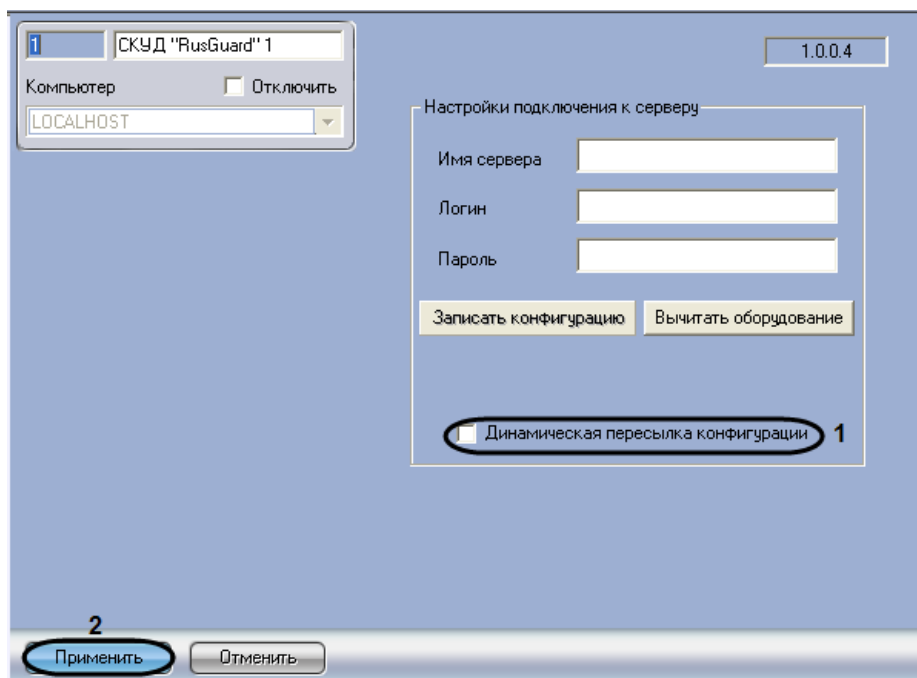 1 СКУД "RusGuard" 1
Компьютер Отключить
LOCALHOST
1.0.0.4
Настройки подключения к серверу
Имя сервера
Логин
Пароль
Записать конфигурацию Вычитать оборудование
Динамическая пересылка конфигурации 1
2
Применить Отменить